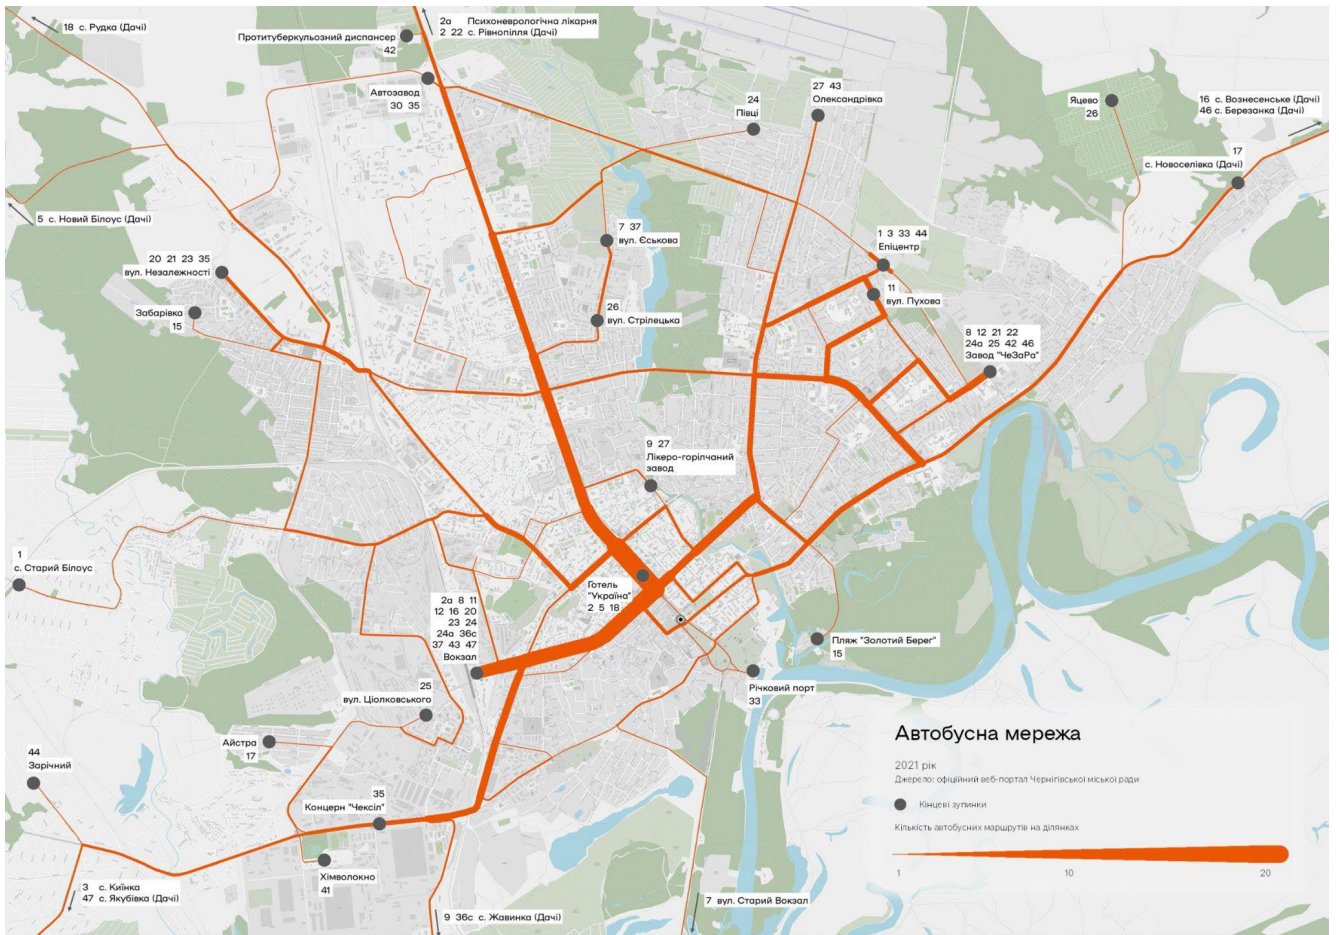 18 с. Рудка (Дачі)
2а Психоневрологічна лікарня
2 22 с. Рівнопілля (Дачі)
Протитуберкульозний диспансер
42
Автозавод
30 35
24
Півці
27 43
Олександрівка
Яцево
26
16 с. Вознесенське (Дачі)
46 с. Березанка (Дачі)
17
с. Новоселівка (Дачі)
5 с. Новий Білоус (Дачі)
7 37
вул. Єськова
1 3 33 44
Епіцентр
20 21 23 35
вул. Незалежності
11
вул. Пухова
Забарівка
15
26
вул. Стрілецька
8 12 21 22
24а 25 42 46
Завод "ЧеЗаРа"
9 27
Лікеро-горілчаний
завод
1
с. Старий Білоус
Готель
"Україна"
2 5 18
2а 8 11
12 16 20
23 24
24а 36с
37 43 47
Вокзал
Пляж "Золотий Берег"
15
25
вул. Ціолковського
Річковий порт
33
Айстра
17
44
Зарічний
35
Концерн "Чексіл"
Хімволокно
41
3 с. Киїнка
47 с. Якубівка (Дачі)
9 36с с. Жавинка (Дачі)
7 вул. Старий Вокзал
Автобусна мережа
2021 рік
Джерело: офіційний веб-портал Чернігівської міської ради
Кінцеві зупинки
Кількість автобусних маршрутів на ділянках
1 10 20